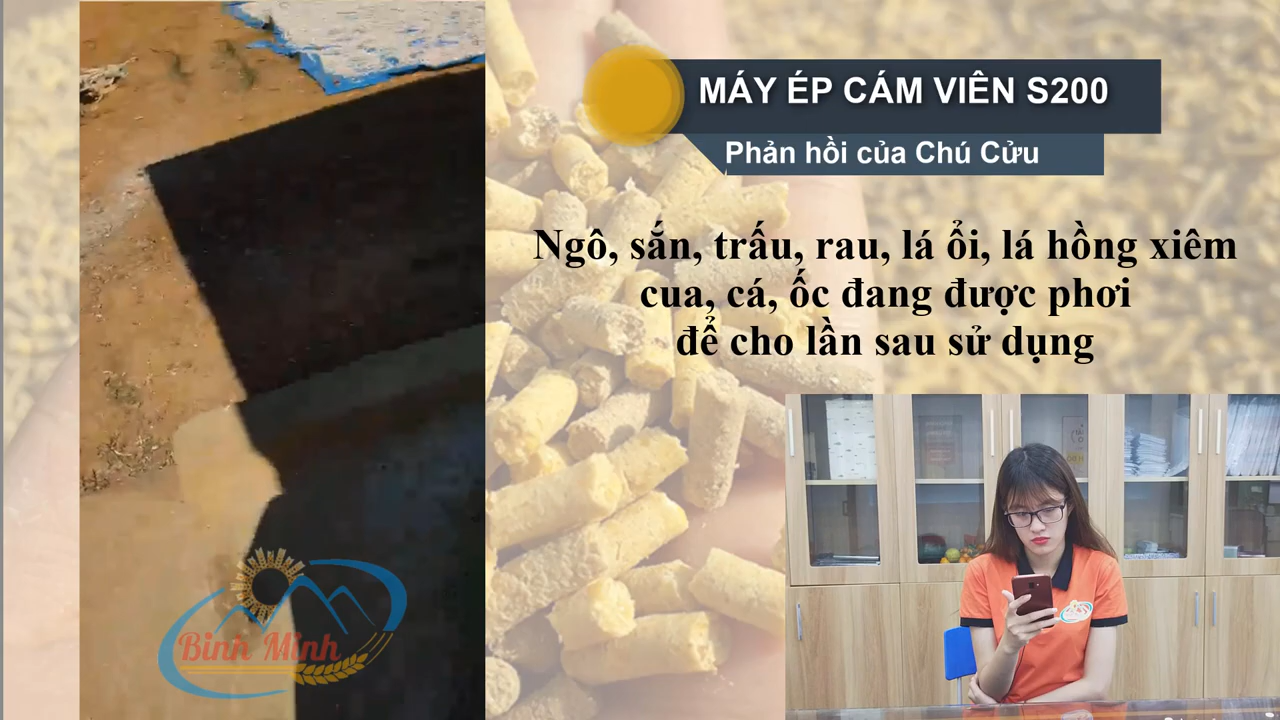 MÁY ÉP CÁM VIÊN S200
Phản hồi của Chú Cửu
Ngô, sắn, trấu, rau, lá ổi, lá hồng xiêm
cua, cá, ốc đang được phơi
để cho lần sau sử dụng
Bình Minh